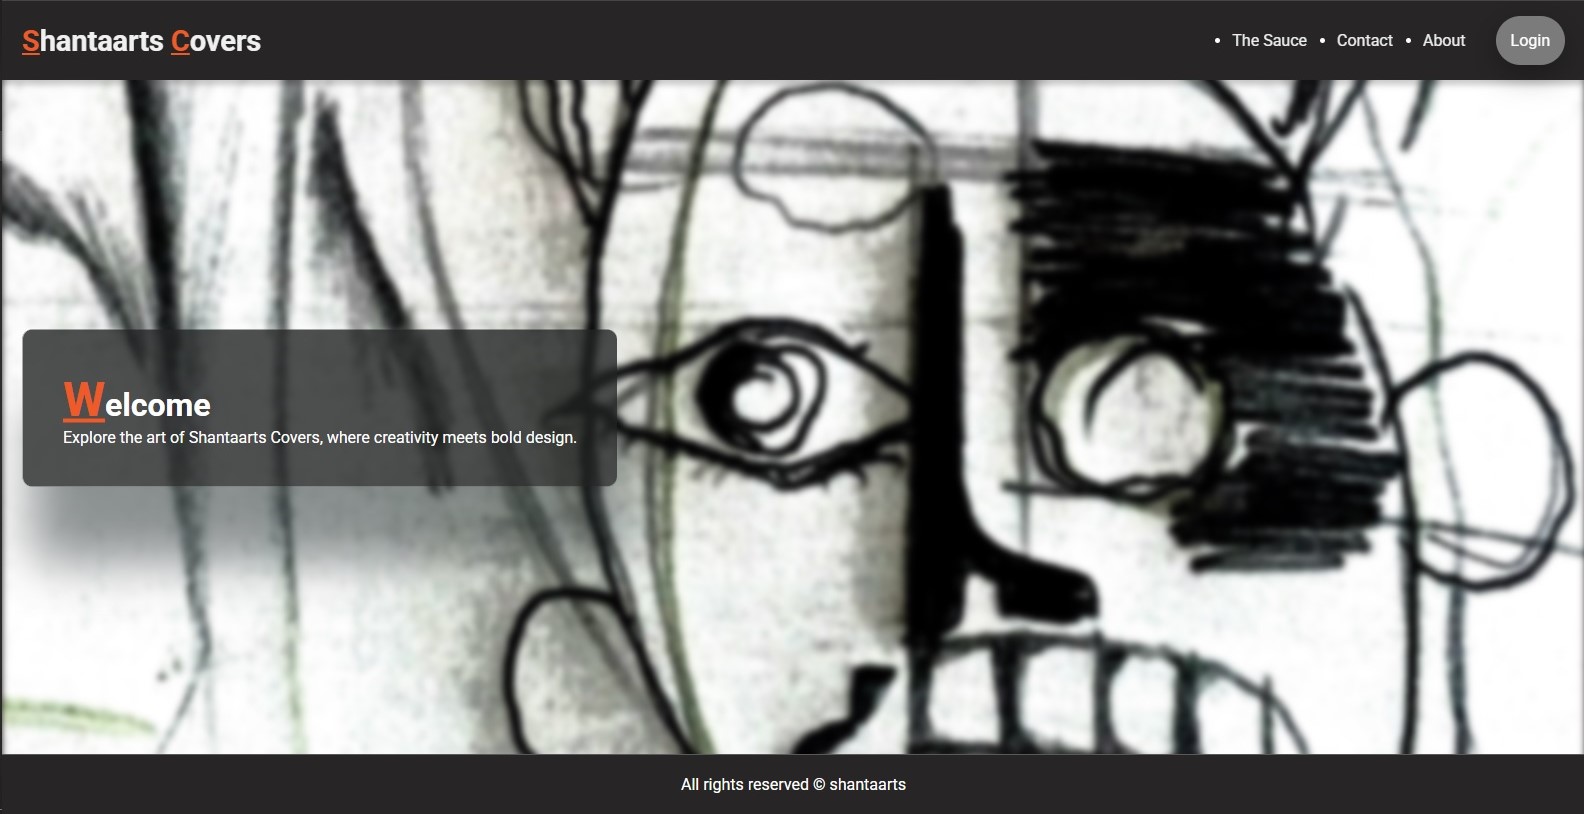 Shantaarts Covers
• The Sauce • Contact • About Login
Welcome
Explore the art of Shantaarts Covers, where creativity meets bold design.
All rights reserved © shantaarts